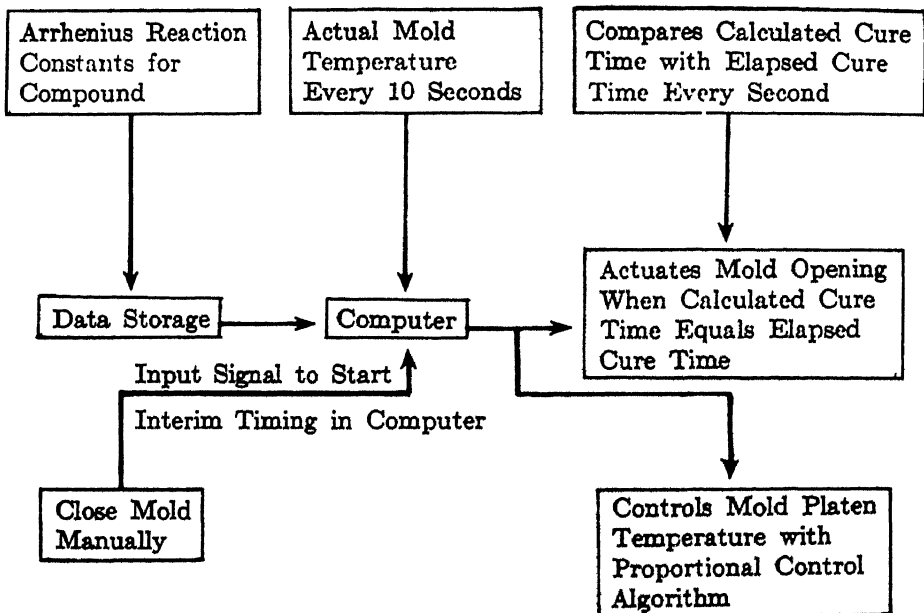 Arrhenius Reaction
Constants for
Compound
Actual Mold
Temperature
Every 10 Seconds
Compares Calculated Cure
Time with Elapsed Cure
Time Every Second
Data Storage
Computer
Actuates Mold Opening
When Calculated Cure
Time Equals Elapsed
Cure Time
Input Signal to Start
Interim Timing in Computer
Close Mold
Manually
Controls Mold Platen
Temperature with
Proportional Control
Algorithm